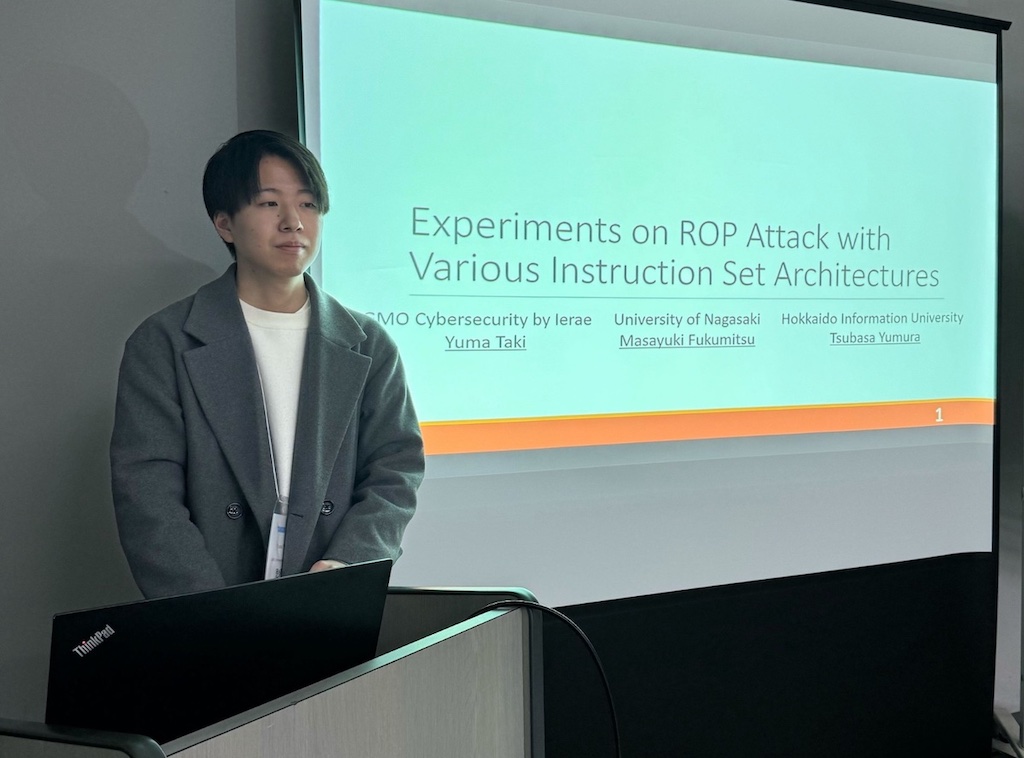 Experiments on ROP Attack with
Various Instruction Set Architectures
GMO Cybersecurity by Ierae
Yuma Taki
University of Nagasaki
Masayuki Fukumitsu
Hokkaido Information University
Tsubasa Yumura
1
ThinkPad